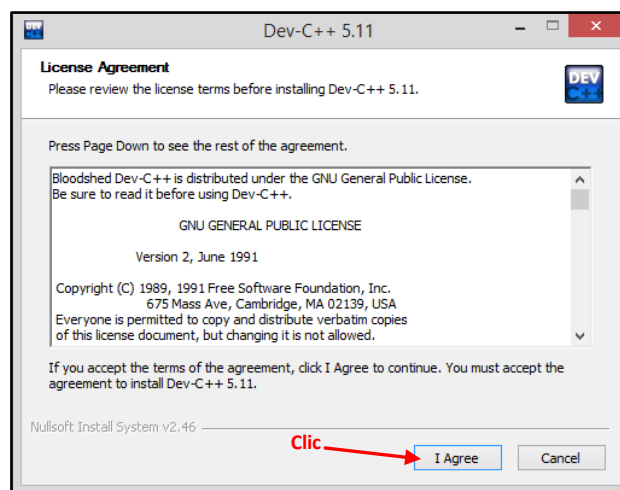 Dev-C++ 5.11
License Agreement
Please review the license terms before installing Dev-C++ 5.11.
DEV
C++
Press Page Down to see the rest of the agreement.
Bloodshed Dev-C++ is distributed under the GNU General Public License.
Be sure to read it before using Dev-C++.
GNU GENERAL PUBLIC LICENSE
Version 2, June 1991
Copyright (C) 1989, 1991 Free Software Foundation, Inc.
675 Mass Ave, Cambridge, MA 02139, USA
Everyone is permitted to copy and distribute verbatim copies
of this license document, but changing it is not allowed.
If you accept the terms of the agreement, click I Agree to continue. You must accept the
agreement to install Dev-C++ 5.11.
Nullsoft Install System v2.46
Clic
I Agree
Cancel